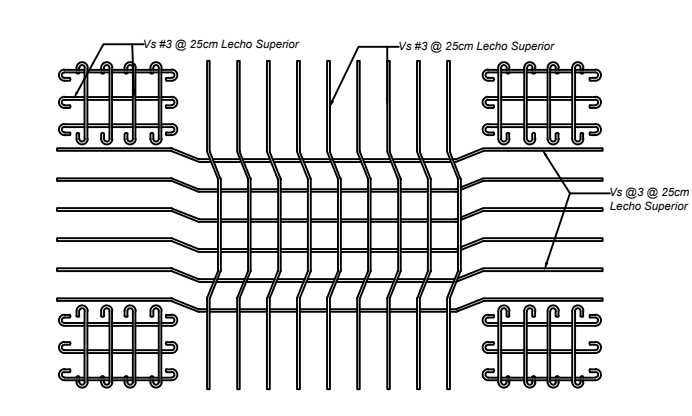 Vs #3 @ 25cm Lecho Superior
Vs #3 @ 25cm Lecho Superior
Vs @3 @ 25cm
Lecho Superior